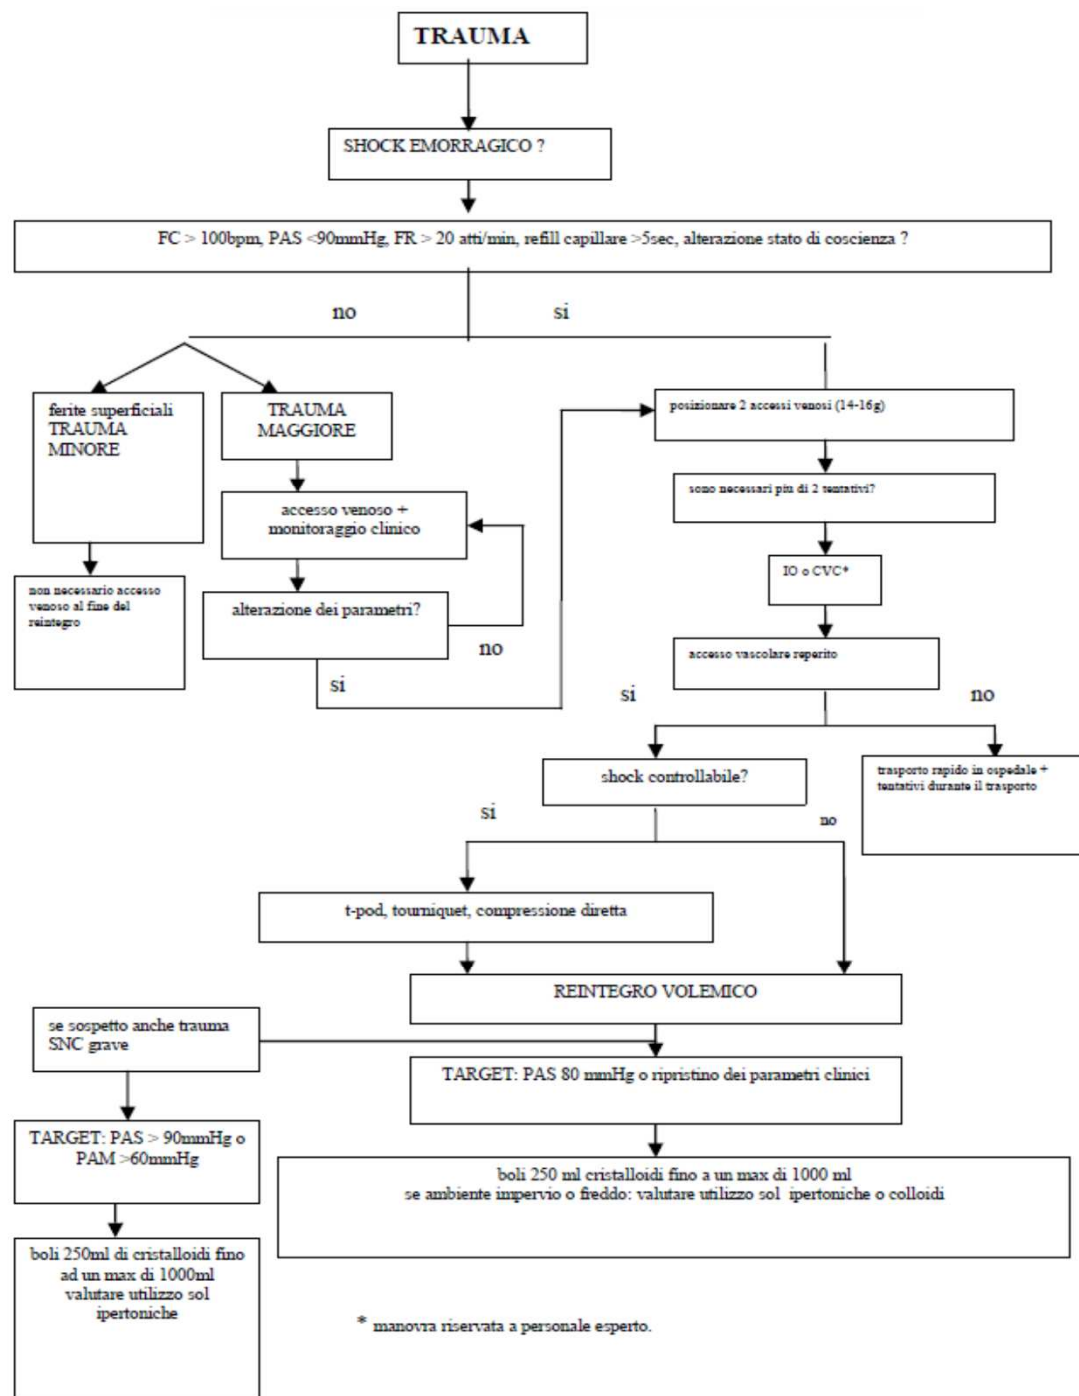 TRAUMA
SHOCK EMORRAGICO ?
FC > 100bpm, PAS <90mmHg, FR > 20 atti/min, refill capillare >5sec, alterazione stato di coscienza ?
no
si
ferite superficiali
TRAUMA
MINORE
TRAUMA
MAGGIORE
posizionare 2 accessi venosi (14-16g)
sono necessari piu di 2 tentativi?
accesso venoso +
monitoraggio clinico
IO o CVC*
non necessario accesso
venoso al fine del
reintegro
alterazione dei parametri?
no
si
accesso vascolare reperito
si
no
shock controllabile?
trasporto rapido in ospedale +
tentativi durante il trasporto
si
no
t-pod, tourniquet, compressione diretta
REINTEGRO VOLEMICO
se sospetto anche trauma
SNC grave
TARGET: PAS 80 mmHg o ripristino dei parametri clinici
TARGET: PAS > 90mmHg o
PAM >60mmHg
boli 250 ml cristalloidi fino a un max di 1000 ml
se ambiente impervio o freddo: valutare utilizzo sol ipertoniche o colloidi
boli 250ml di cristalloidi fino
ad un max di 1000ml
valutare utilizzo sol
ipertoniche
* manovra riservata a personale esperto.